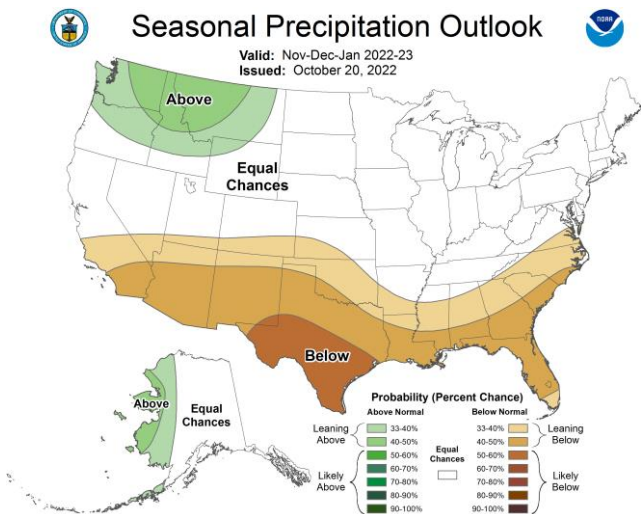 Seasonal Precipitation Outlook
NOAA
Valid: Nov-Dec-Jan 2022-23
Issued: October 20, 2022
Above
Equal
Chances
Below
Above
Equal
Chances
Probability (Percent Chance)
Above Normal
Below Normal
Leaning
Above
33-40%
40-50%
Likely
Above
50-60%
60-70%
70-80%
80-90%
90-100%
Equal
Chances
33-40%
40-50%
Leaning
Below
50-60%
60-70%
70-80%
80-90%
90-100%
Likely
Below